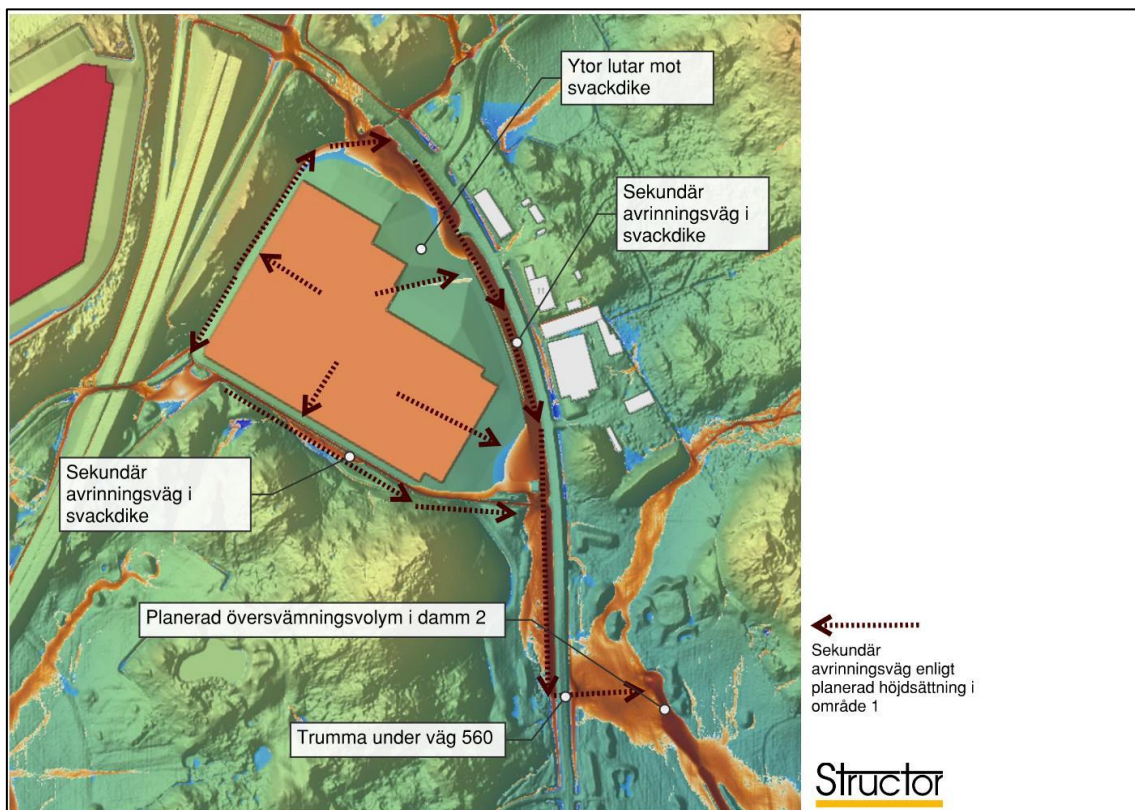 Ytor lutar mot
svackdike
Sekundär
avrinningsväg i
svackdike
Sekundär
avrinningsväg i
svackdike
Planerad översvämningsvolym i damm 2
Trumma under väg 560
Sekundär
avrinningsväg enligt
planerad höjdsättning i
område 1
Structor